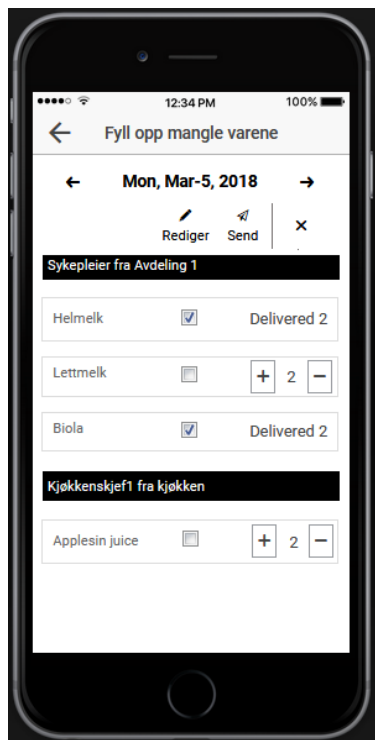 12:34 PM 100%
Fyll opp mangle varene
Mon, Mar-5, 2018
Rediger Send
Sykepleier fra Avdeling 1
Helmelk Delivered 2
Lettmelk + 2 −
Biola Delivered 2
Kjøkkenskjef1 fra kjøkken
Applesin juice + 2 −